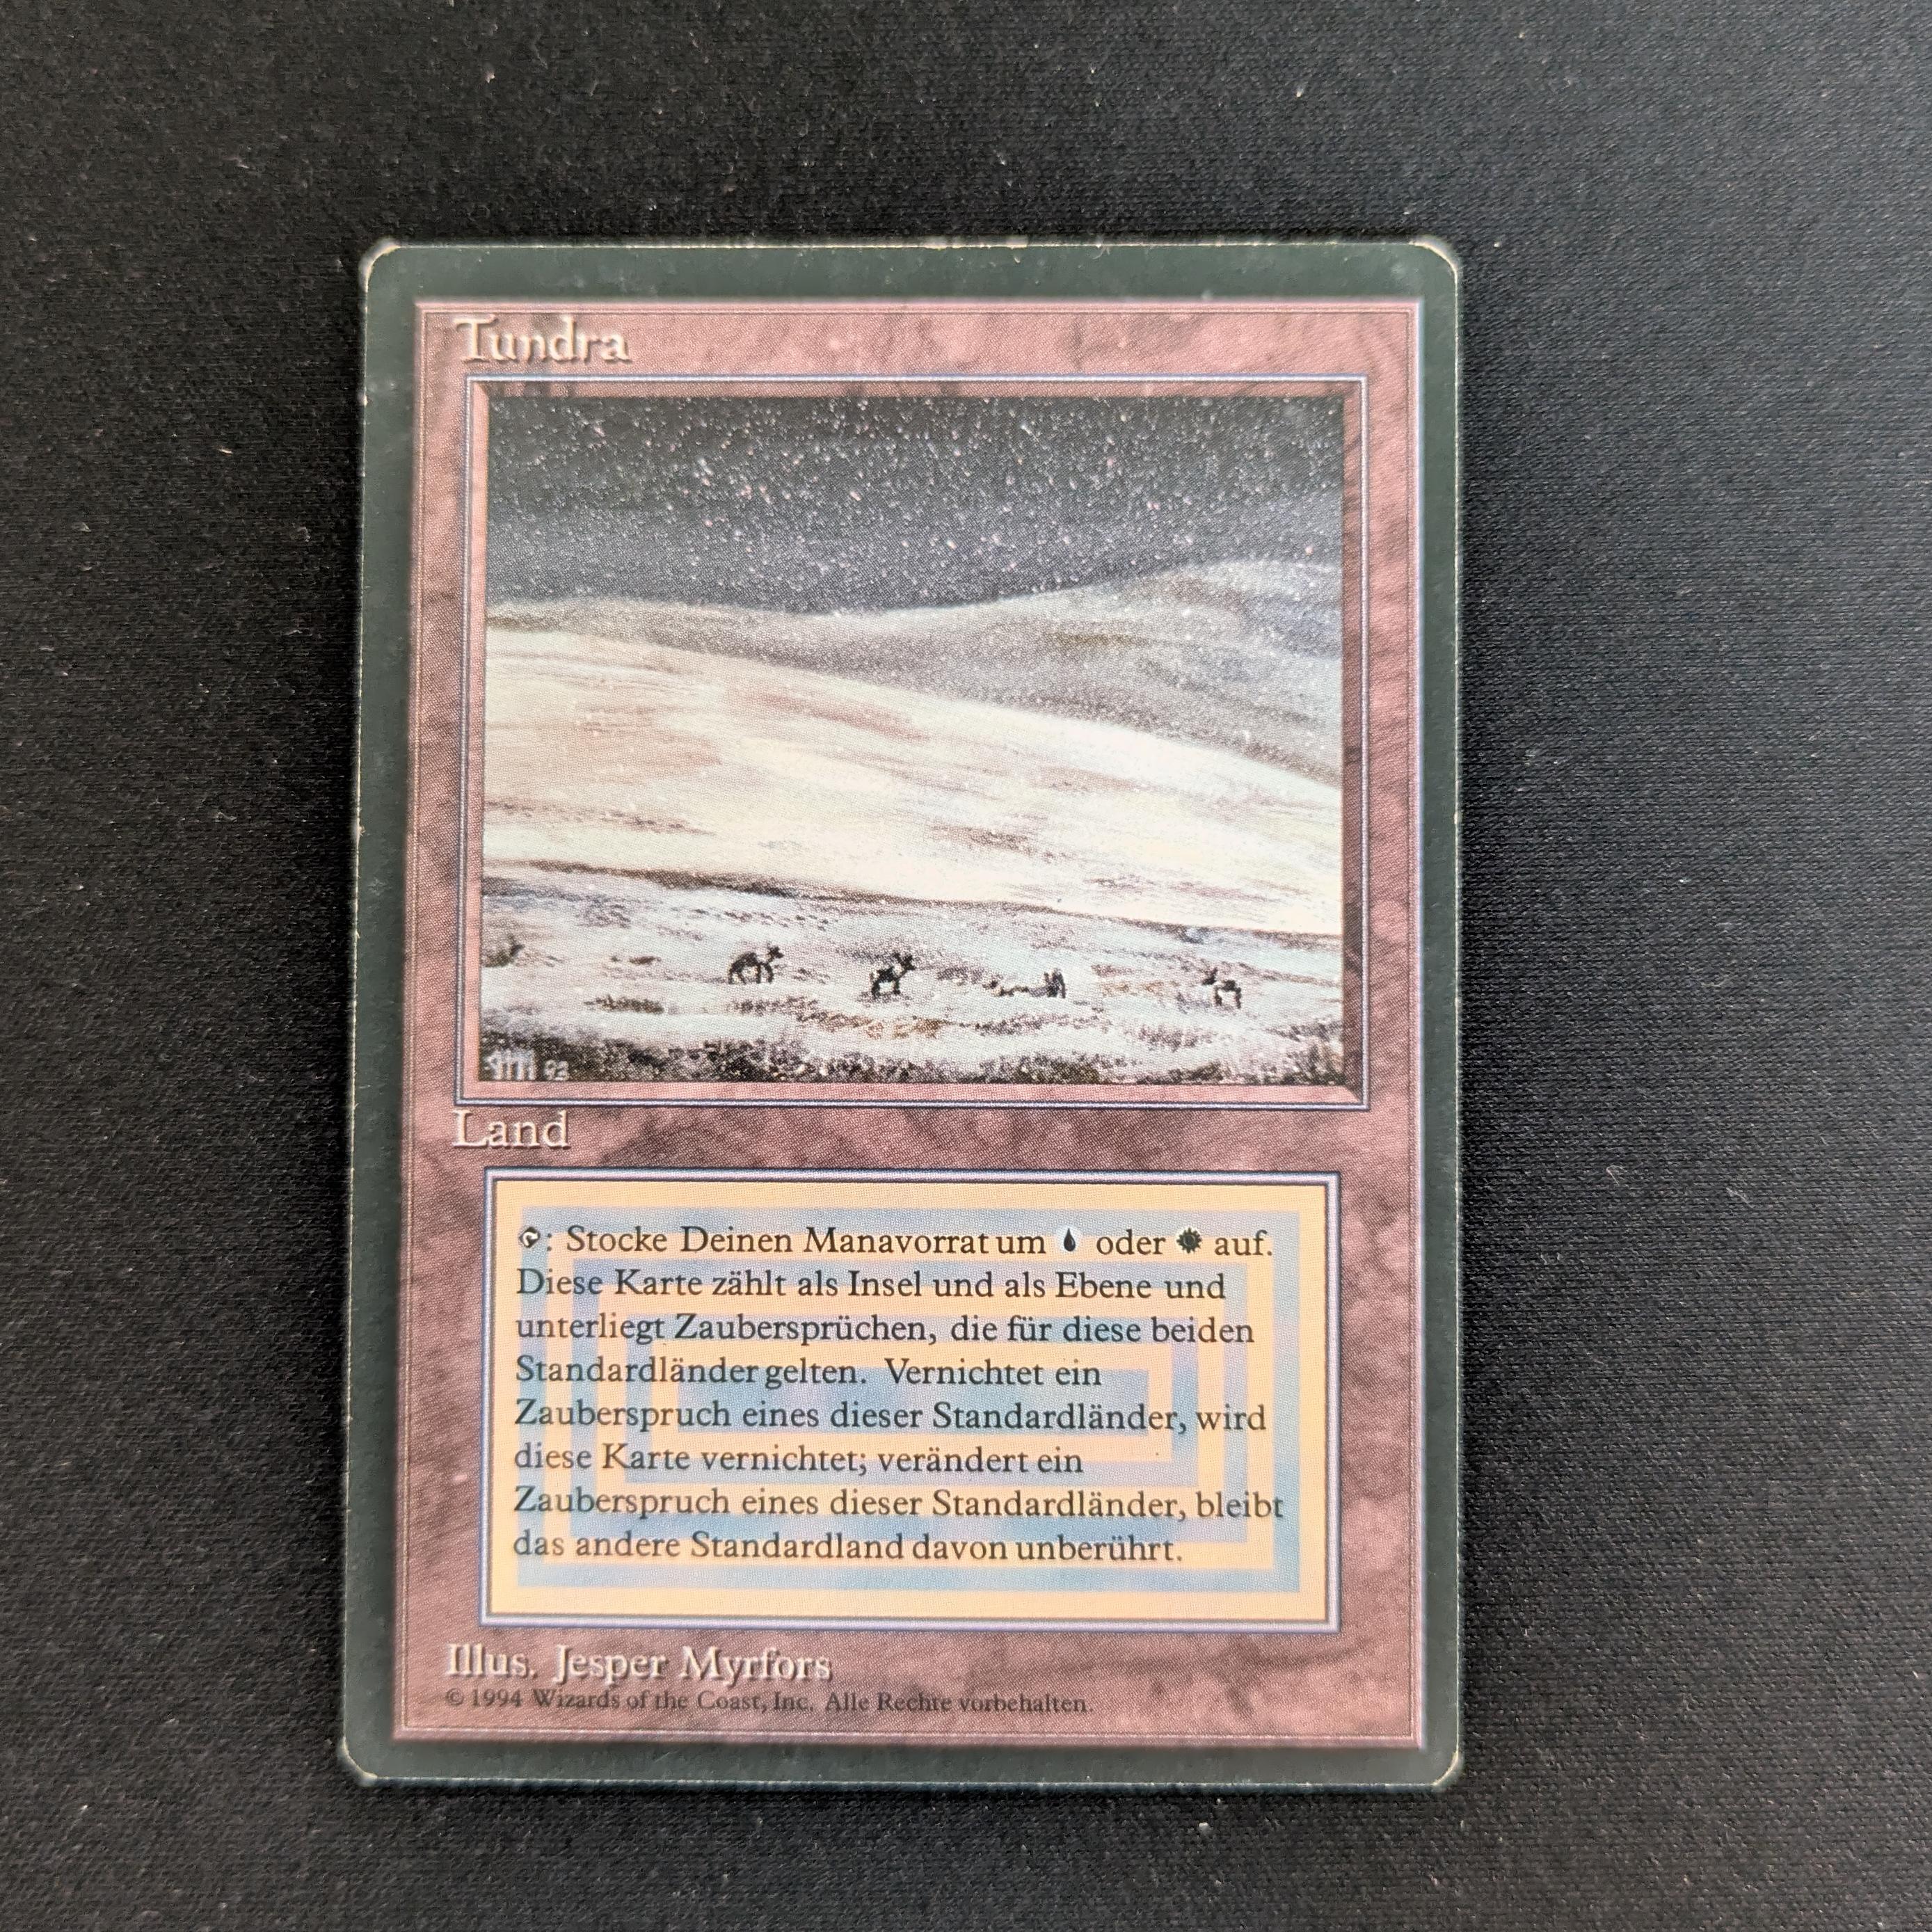 Tundra
93
Land
: Stocke Deinen Manavorrat um oder auf.
Diese Karte zählt als Insel und als Ebene und
unterliegt Zaubersprüchen, die für diese beiden
Standardländer gelten. Vernichtet ein
Zauberspruch eines dieser Standardländer, wird
diese Karte vernichtet; verändert ein
Zauberspruch eines dieser Standardländer, bleibt
das andere Standardland davon unberührt.
Illus. Jesper Myrfors
© 1994 Wizards of the Coast, Inc. Alle Rechte vorbehalten.